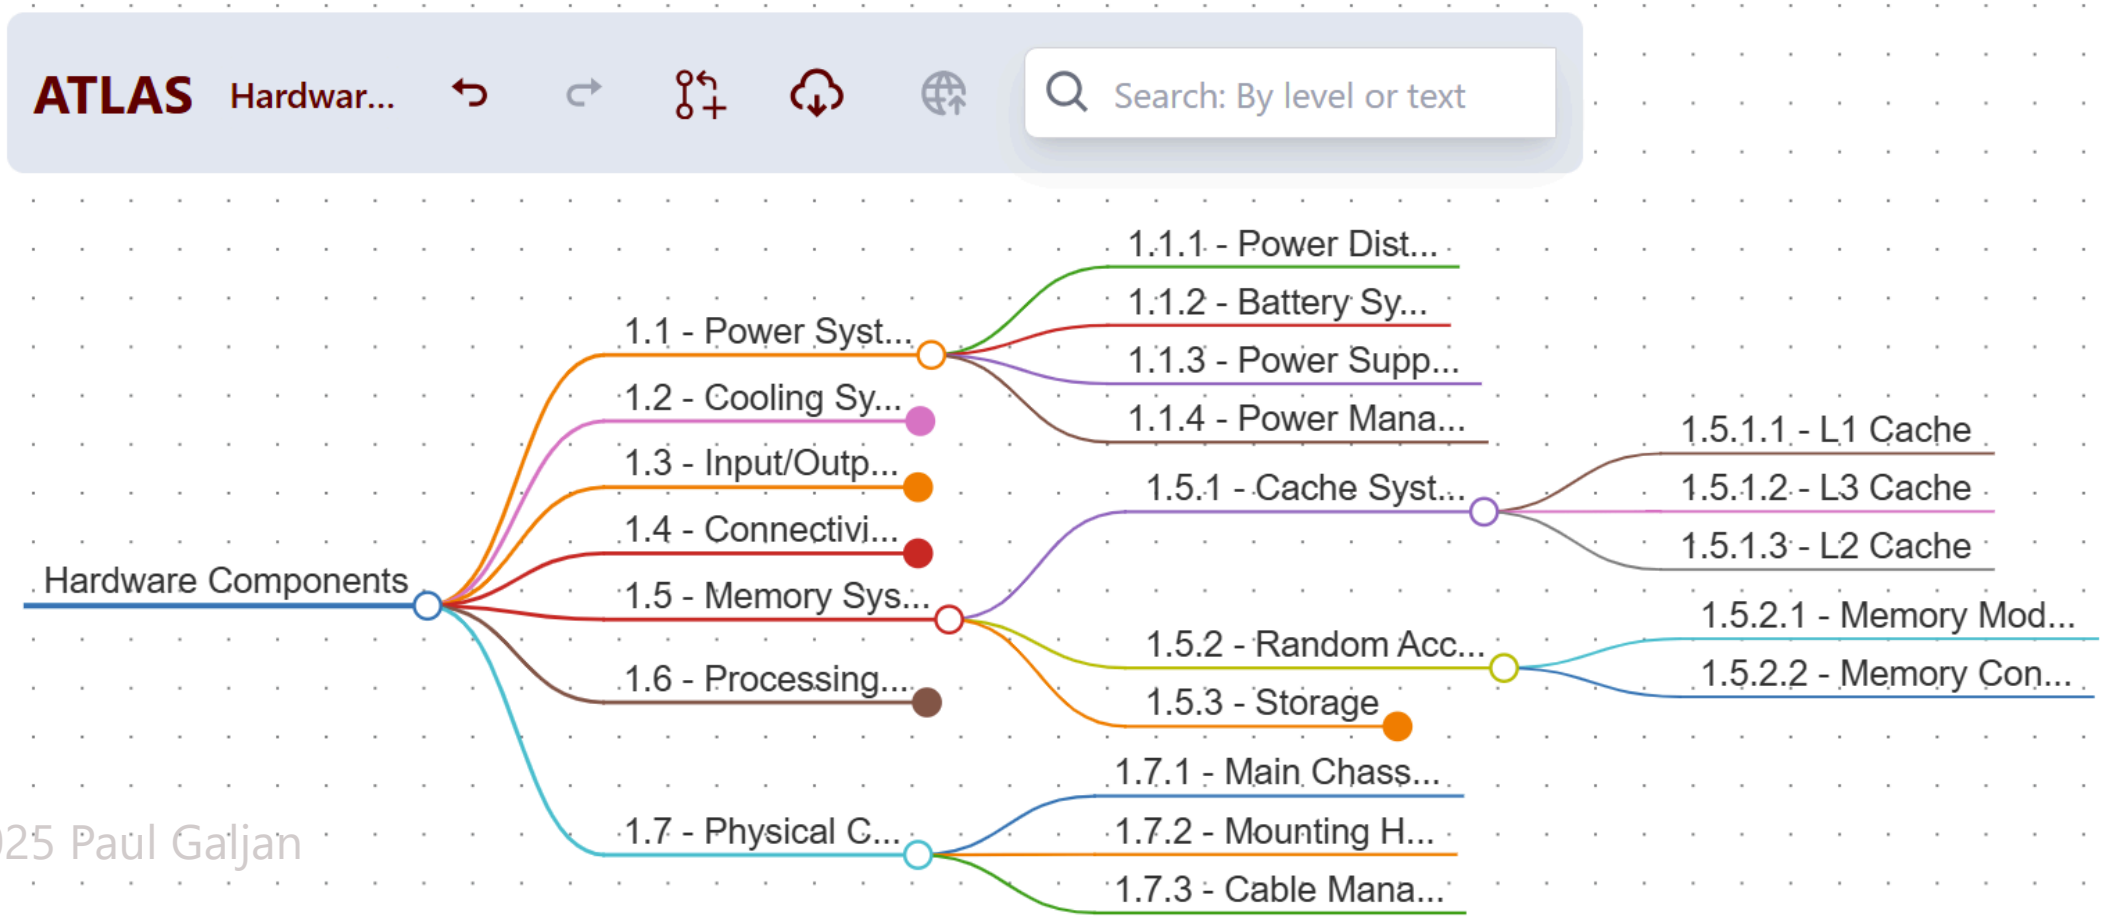 ATLAS Hardwar... Search: By level or text
1.1.1 - Power Dist...
1.1.2 - Battery Sy...
1.1 - Power Syst...
1.1.3 - Power Supp...
1.2 - Cooling Sy...
1.1.4 - Power Mana...
1.5.1.1 - L1 Cache
1.3 - Input/Outp...
1.5.1 - Cache Syst...
1.5.1.2 - L3 Cache
1.4 - Connectivi...
1.5.1.3 - L2 Cache
Hardware Components
1.5 - Memory Sys...
1.5.2.1 - Memory Mod...
1.5.2 - Random Acc...
1.5.2.2 - Memory Con...
1.6 - Processing...
1.5.3 - Storage
1.7.1 - Main Chass...
1.7 - Physical C...
1.7.2 - Mounting H...
25 Paul Galjan
1.7.3 - Cable Mana...